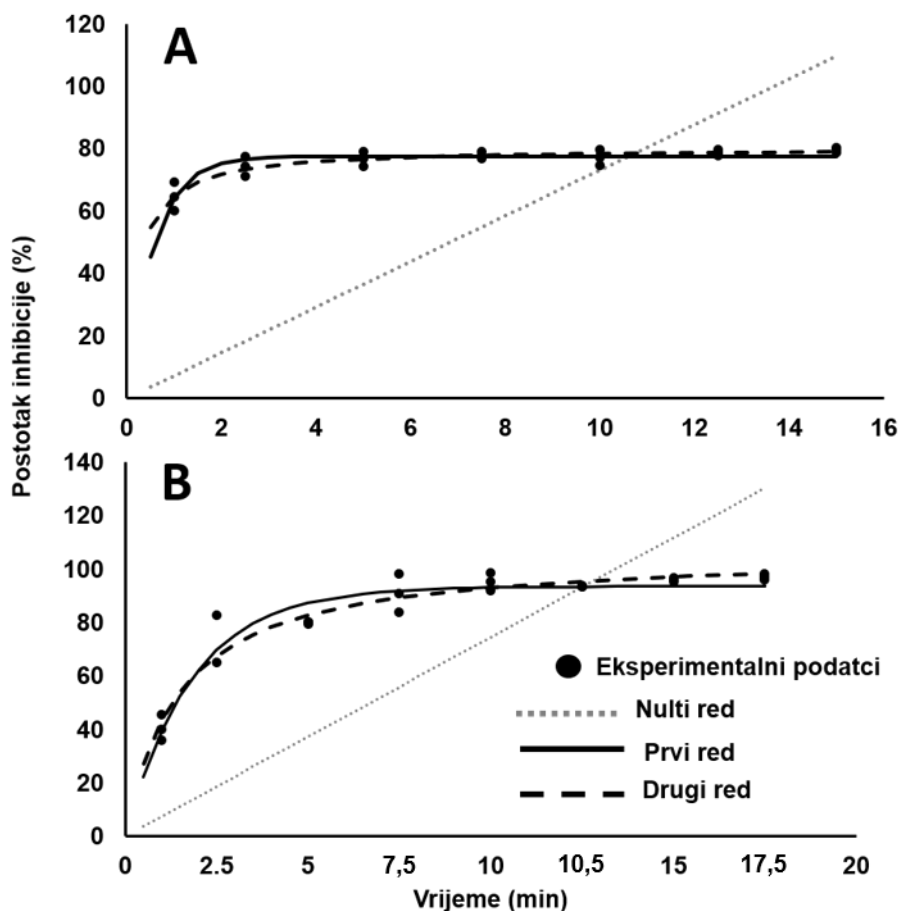 Postotak inhibicije (%)
A
120
100
80
60
40
20
0
0 2 4 6 8 10 12 14 16
B
140
120
100
80
60
40
20
0
Eksperimentalni podatci
Nulti red
Prvi red
Drugi red
0 2.5 5 7,5 10 10,5 15 17,5 20
Vrijeme (min)